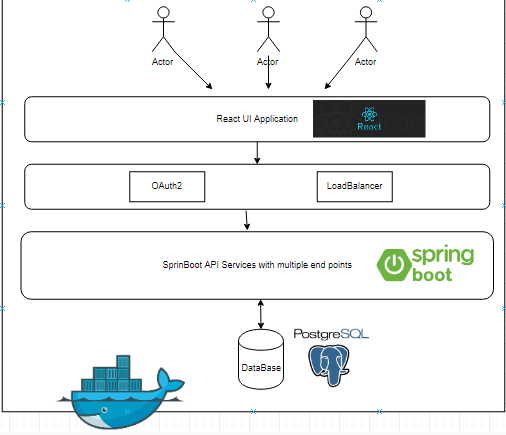 Actor
Actor
Actor
React UI Application
React
OAuth2
LoadBalancer
SprinBoot API Services with multiple end points
spring
boot
PostgreSQL
DataBase